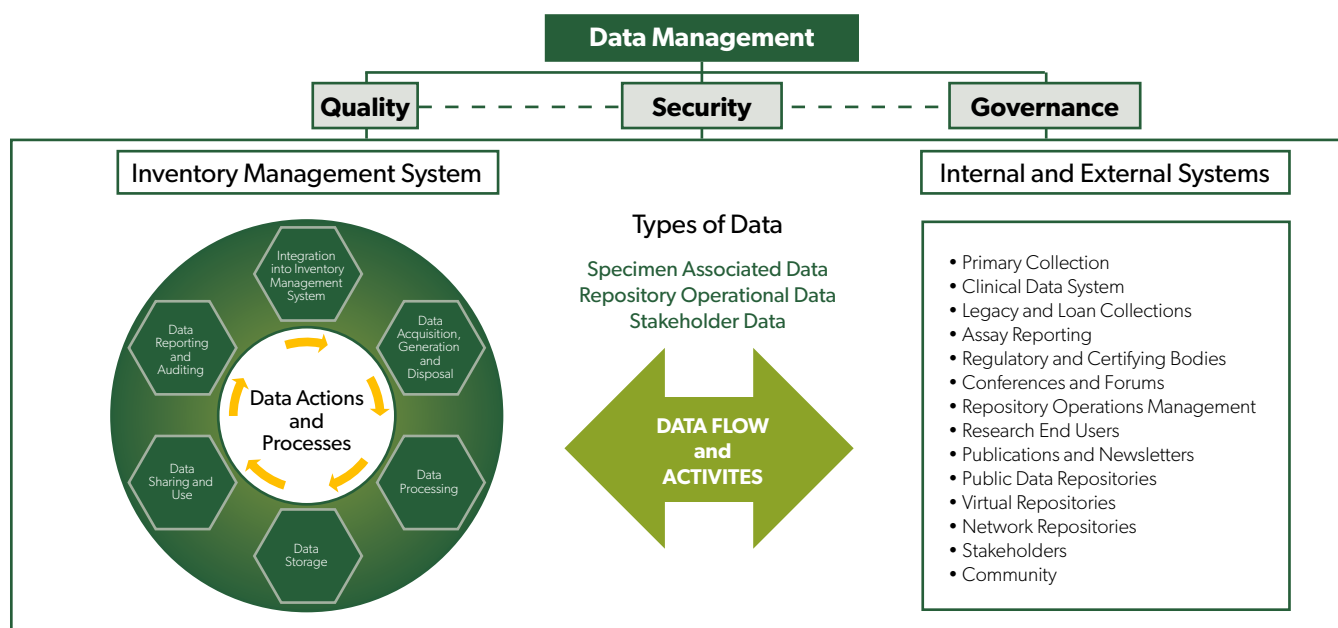 Data Management
Quality
Security
Governance
Inventory Management System
Integration
into Inventory
Management
System
Data
Acquisition,
Generation
and
Disposal
Data
Processing
Data
Storage
Data
Sharing and
Use
Data
Reporting
and
Auditing
Data Actions
and
Processes
Types of Data
Specimen Associated Data
Repository Operational Data
Stakeholder Data
DATA FLOW
and
ACTIVITES
Internal and External Systems
• Primary Collection
• Clinical Data System
• Legacy and Loan Collections
• Assay Reporting
• Regulatory and Certifying Bodies
• Conferences and Forums
• Repository Operations Management
• Research End Users
• Publications and Newsletters
• Public Data Repositories
• Virtual Repositories
• Network Repositories
• Stakeholders
• Community